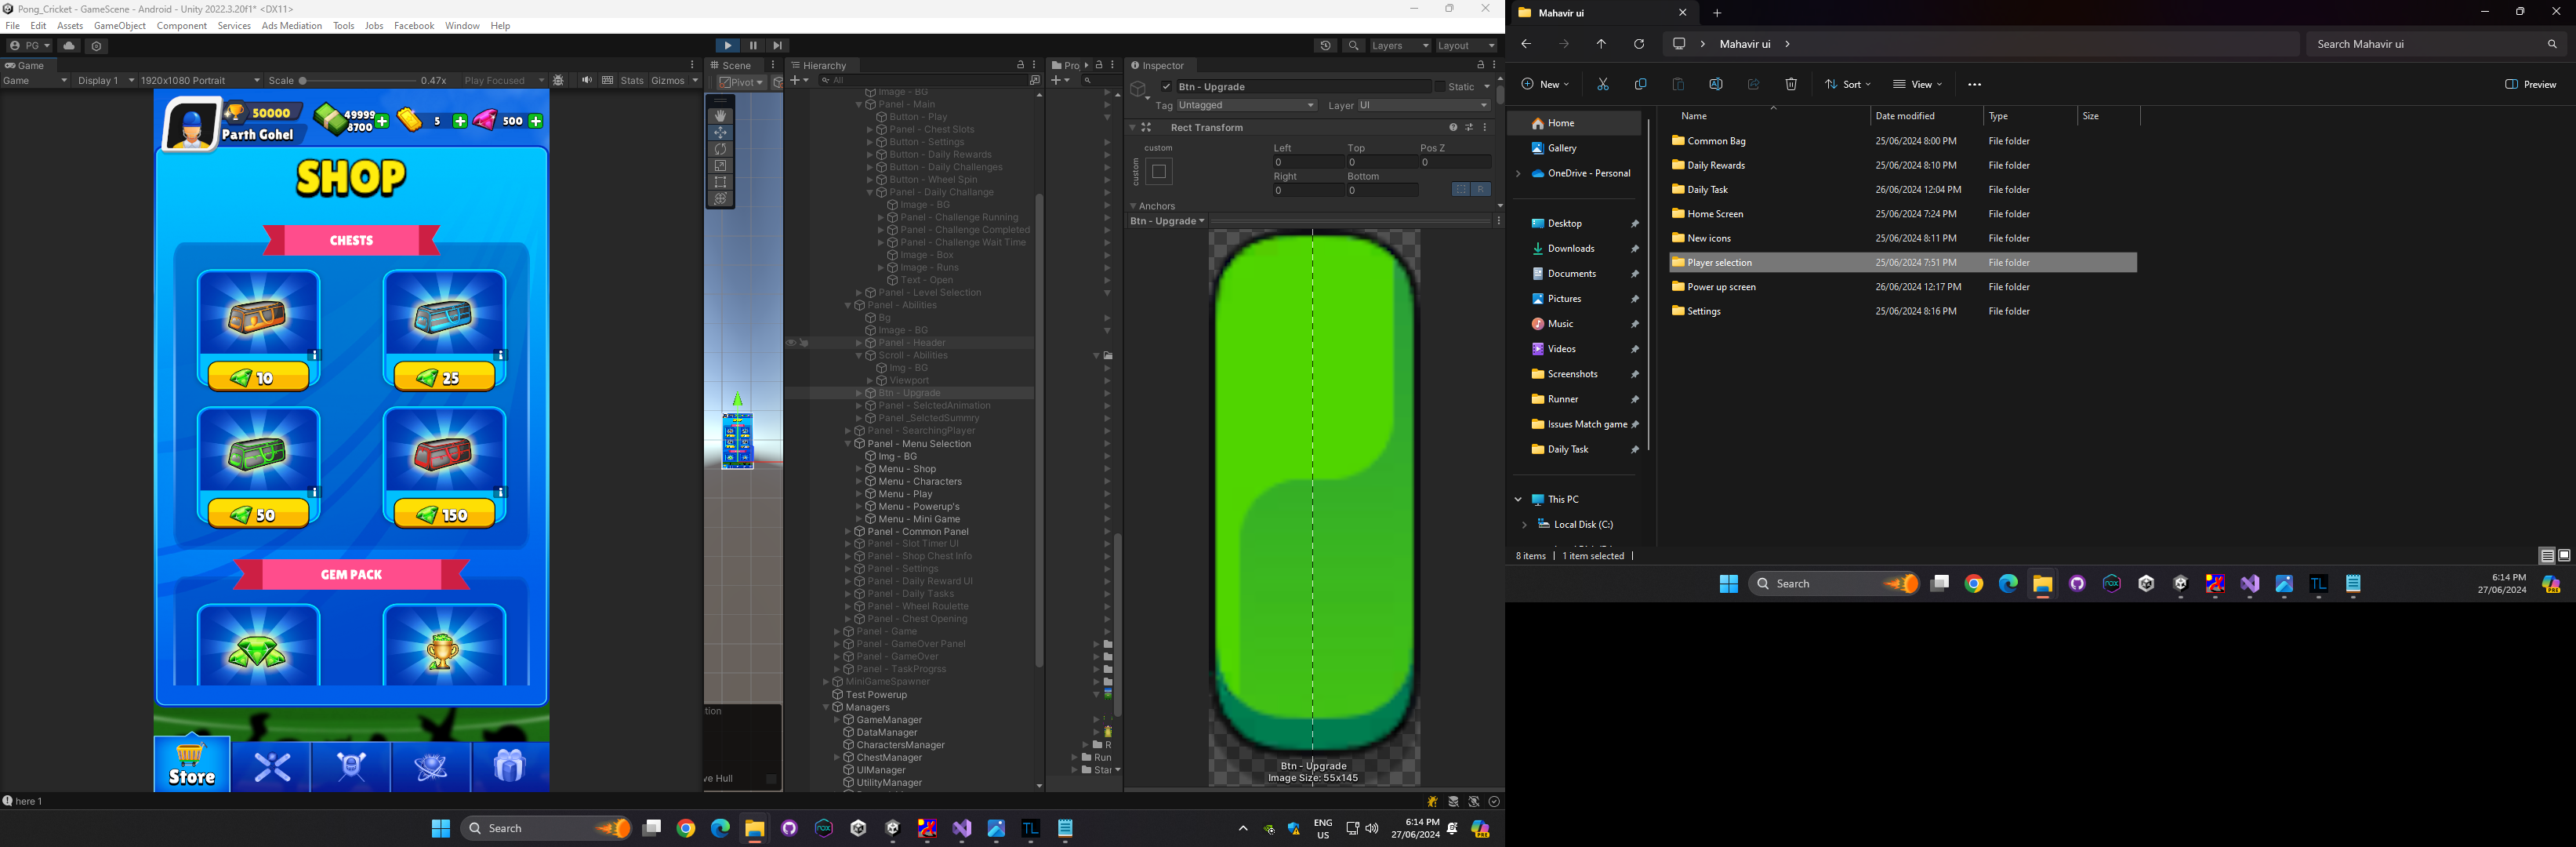 Pong_Cricket - GameScene - Android - Unity 2022.3.20f1* <DX11>
File Edit Assets GameObject Component Services Ads Mediation Tools Jobs Facebook Window Help
PG
Layers Layout
Game
Game Display 1 1920x1080 Portrait Scale 0.47x Play Focused Stats Gizmos
50000
Parth Gohel
49999
8700
5
500
SHOP
CHESTS
10
25
50
150
GEM PACK
Store
Scene
Pivot
tion
ve Hull
Hierarchy
All
Image - BG
Panel - Main
Button - Play
Panel - Chest Slots
Button - Settings
Button - Daily Rewards
Button - Daily Challenges
Button - Wheel Spin
Panel - Daily Challange
Image - BG
Panel - Challenge Running
Panel - Challenge Completed
Panel - Challenge Wait Time
Image - Box
Image - Runs
Text - Open
Panel - Level Selection
Panel - Abilities
Bg
Image - BG
Panel - Header
Scroll - Abilities
Img - BG
Viewport
Btn - Upgrade
Panel - SelctedAnimation
Panel _SelctedSummry
Panel - SearchingPlayer
Panel - Menu Selection
Img - BG
Menu - Shop
Menu - Characters
Menu - Play
Menu - Powerup's
Menu - Mini Game
Panel - Common Panel
Panel - Slot Timer UI
Panel - Shop Chest Info
Panel - Settings
Panel - Daily Reward UI
Panel - Daily Tasks
Panel - Wheel Roulette
Panel - Chest Opening
Panel - Game
Panel - GameOver Panel
Panel - GameOver
Panel - TaskProgrss
MiniGameSpawner
Test Powerup
Managers
GameManager
DataManager
CharactersManager
ChestManager
UIManager
UtilityManager
Proj
R
Run
Star
Inspector
Btn - Upgrade Static
Tag Untagged Layer UI
Rect Transform
custom
custom
Left Top Pos Z
0 0 0
Right Bottom
0 0
R
Anchors
Btn - Upgrade
Btn - Upgrade
Image Size: 55x145
here 1
Search
ENG
US
6:14 PM
27/06/2024
Mahavir ui
Mahavir ui
Search Mahavir ui
New Sort View Preview
Home
Gallery
OneDrive - Personal
Desktop
Downloads
Documents
Pictures
Music
Videos
Screenshots
Runner
Issues Match game
Daily Task
This PC
Local Disk (C:)
Name Date modified Type Size
Common Bag 25/06/2024 8:00 PM File folder
Daily Rewards 25/06/2024 8:10 PM File folder
Daily Task 26/06/2024 12:04 PM File folder
Home Screen 25/06/2024 7:24 PM File folder
New icons 25/06/2024 8:11 PM File folder
Player selection 25/06/2024 7:51 PM File folder
Power up screen 26/06/2024 12:17 PM File folder
Settings 25/06/2024 8:16 PM File folder
8 items 1 item selected
Search
6:14 PM
27/06/2024